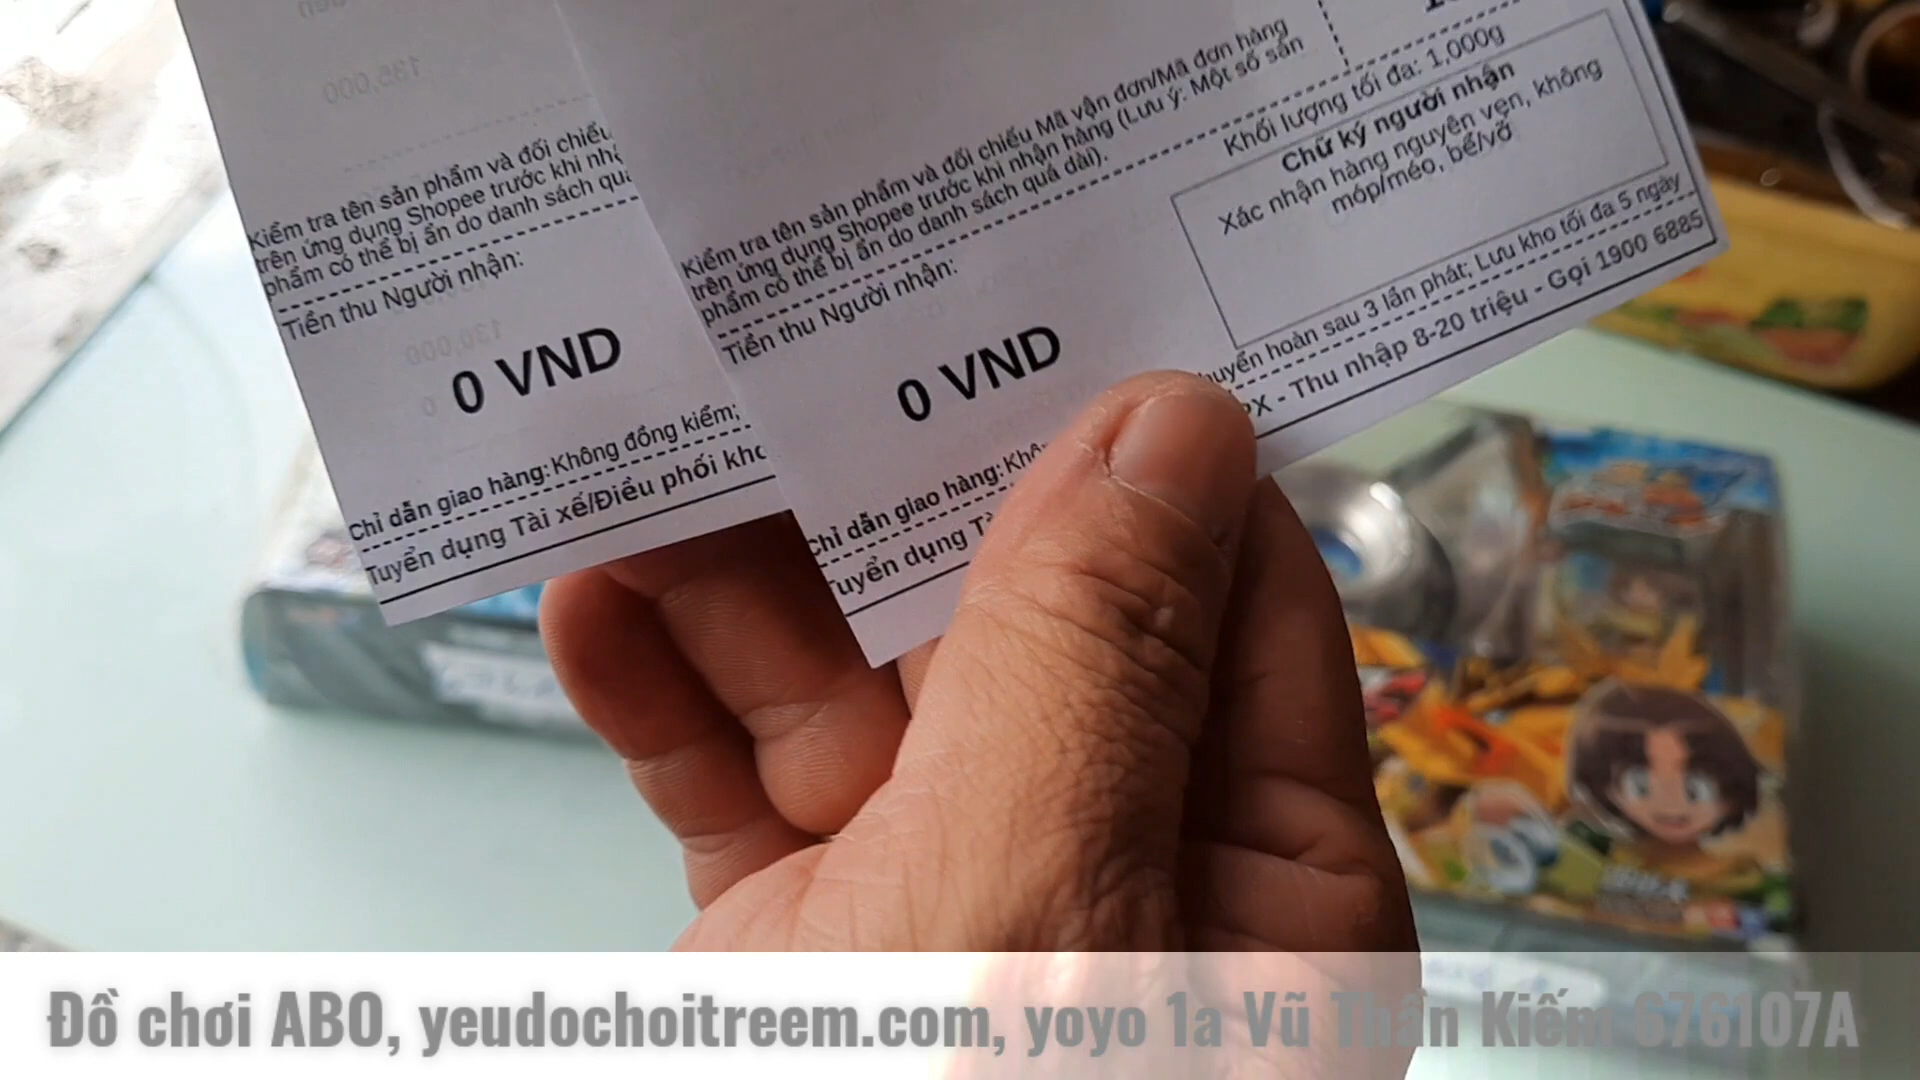 135,000
Kiểm tra tên sản phẩm và đối chiếu
trên ứng dụng Shopee trước khi
phẩm có thể bị ẩn do danh sách quá
Tiền thu Người nhận:
130,000
0 VND
0
Chỉ dẫn giao hàng: Không đồng kiểm;
Tuyển dụng Tài xế/Điều phối
Kiểm tra tên sản phẩm và đối chiếu Mã vận đơn/Mã đơn hàng
trên ứng dụng Shopee trước khi nhận hàng (Lưu ý: Một số sản
phẩm có thể bị ẩn do danh sách quá dài).
Tiền thu Người nhận:
0 VND
Chỉ dẫn giao hàng:
Tuyển dụng
Khối lượng tối đa: 1,000g
Chữ ký người nhận
Xác nhận hàng nguyên vẹn, không
móp/méo, bể/vỡ
huyển hoàn sau 3 lần phát; Lưu kho tối đa 5 ngày
PX - Thu nhập 8-20 triệu - Gọi 1900 6885
Đồ chơi ABO, yeudochoitreem.com, yoyo 1a Vũ Thần Kiếm 676107A